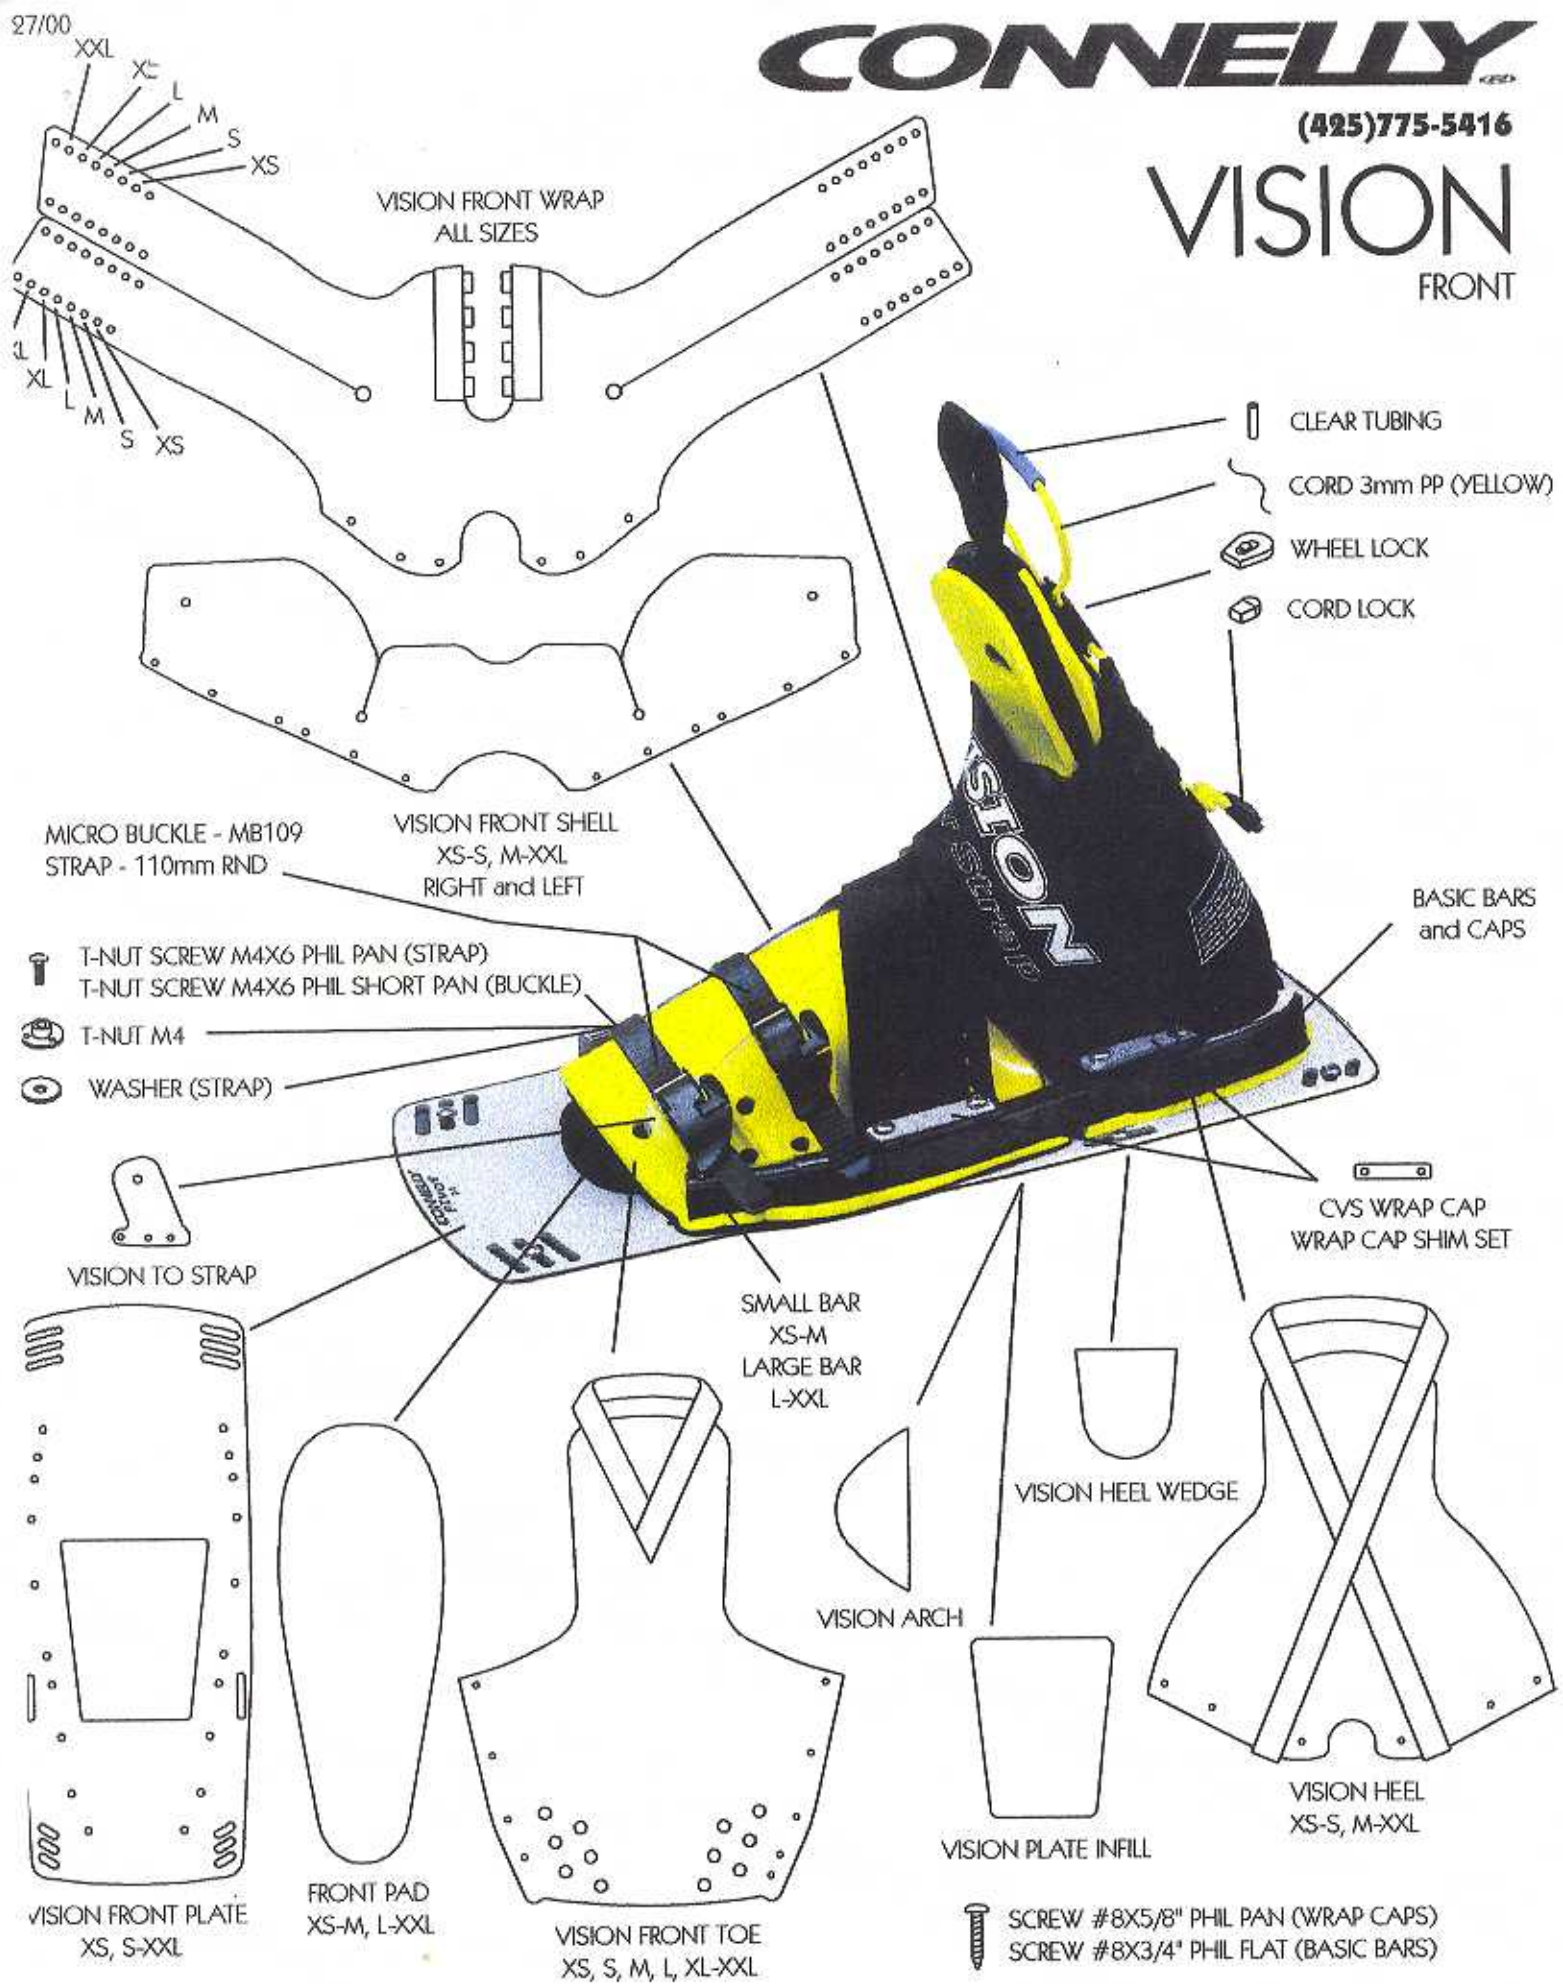 27/00
CONNELLY
(425)775-5416
VISION
FRONT
XXL
XL
L
M
S
XS
VISION FRONT WRAP
ALL SIZES
XL
L
M
S
XS
CLEAR TUBING
CORD 3mm PP (YELLOW)
WHEEL LOCK
CORD LOCK
VISION FRONT SHELL
XS-S, M-XXL
RIGHT and LEFT
MICRO BUCKLE - MB109
STRAP - 110mm RND
BASIC BARS
and CAPS
T-NUT SCREW M4X6 PHIL PAN (STRAP)
T-NUT SCREW M4X6 PHIL SHORT PAN (BUCKLE)
T-NUT M4
WASHER (STRAP)
SION
Strap
CVS WRAP CAP
WRAP CAP SHIM SET
VISION TO STRAP
SMALL BAR
XS-M
LARGE BAR
L-XXL
VISION HEEL WEDGE
VISION ARCH
VISION HEEL
XS-S, M-XXL
VISION PLATE INFILL
FRONT PAD
XS-M, L-XXL
VISION FRONT PLATE
XS, S-XXL
VISION FRONT TOE
XS, S, M, L, XL-XXL
SCREW #8X5/8" PHIL PAN (WRAP CAPS)
SCREW #8X3/4" PHIL FLAT (BASIC BARS)